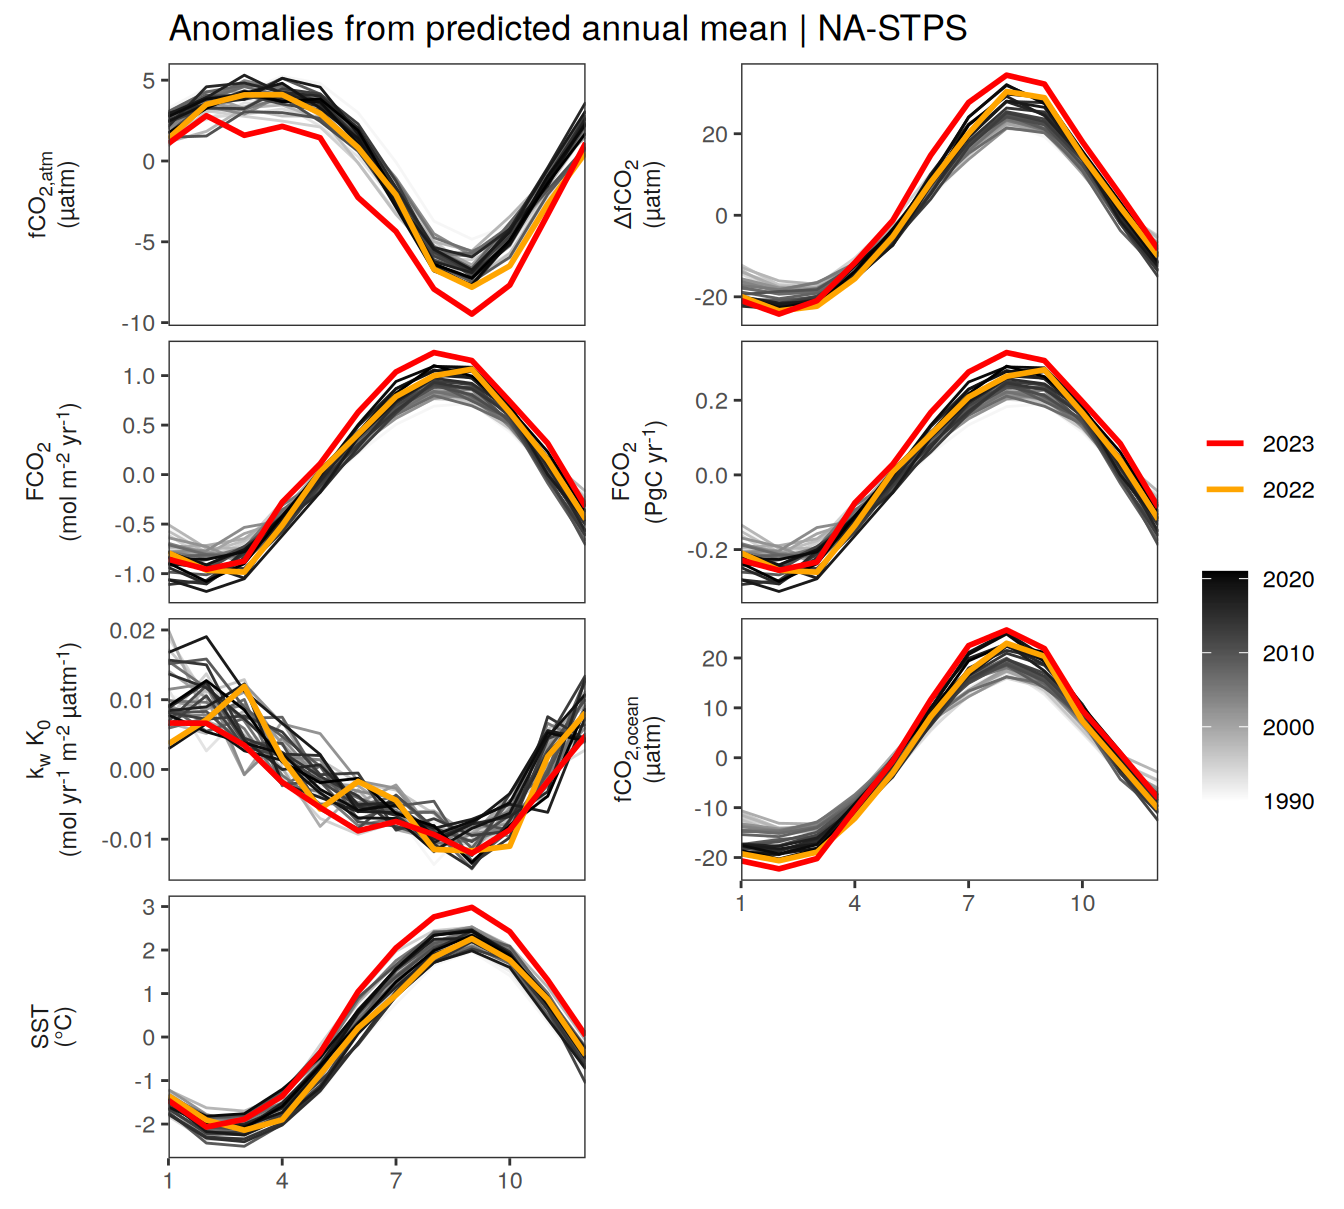 Anomalies from predicted annual mean | NA-STPS
fCO2,atm
(µatm)
5
0
-5
-10
ΔfCO2
(µatm)
20
0
-20
FCO2
(mol m-2 yr-1)
1.0
0.5
0.0
-0.5
-1.0
FCO2
(PgC yr-1)
0.2
0.0
-0.2
kw K0
(mol yr-1 m-2 µatm-1)
0.02
0.01
0.00
-0.01
fCO2,ocean
(µatm)
20
10
0
-10
-20
1 4 7 10
SST
(°C)
3
2
1
0
-1
-2
1 4 7 10
2023
2022
2020
2010
2000
1990